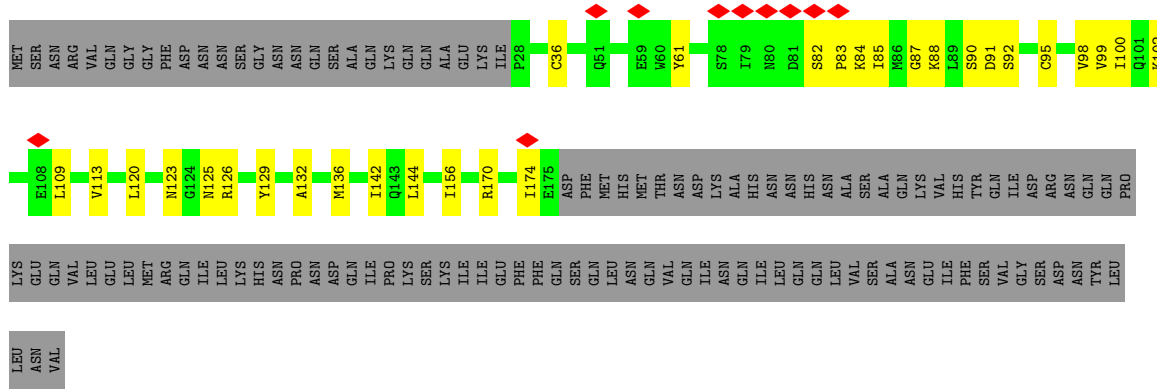 MET SER ASN ARG VAL GLN GLY GLY PHE ASP ASN ASN SER GLY ASN ASN GLN SER ALA GLN LYS GLN GLN ALA GLU LYS ILE P28 C36 Q51 E59 W60 Y61 S78 I79 N80 D81 S82 P83 K84 I85 M86 G87 K88 L89 S90 D91 S92 C95 V98 V99 I100 Q101 K102
E108 L109 V113 L120 N123 G124 N125 R126 Y129 A132 M136 I142 Q143 L144 I156 R170 I174 E175 ASP PHE MET HIS MET THR ASN ASP LYS ALA HIS ASN ASN HIS ASN ALA SER ALA GLN LYS VAL HIS TYR GLN ILE ASP ARG ASN GLN GLN PRO
LYS GLU GLN VAL LEU GLU LEU MET ARG GLN ILE LEU LYS HIS ASN PRO ASN ASP GLN ILE PRO LYS SER LYS ILE ILE GLU PHE PHE GLN SER GLN LEU ASN GLN VAL GLN ILE ASN GLN ILE LEU GLN GLN LEU VAL SER ALA ASN GLU ILE PHE SER VAL GLY SER ASP ASN TYR LEU
LEU ASN VAL